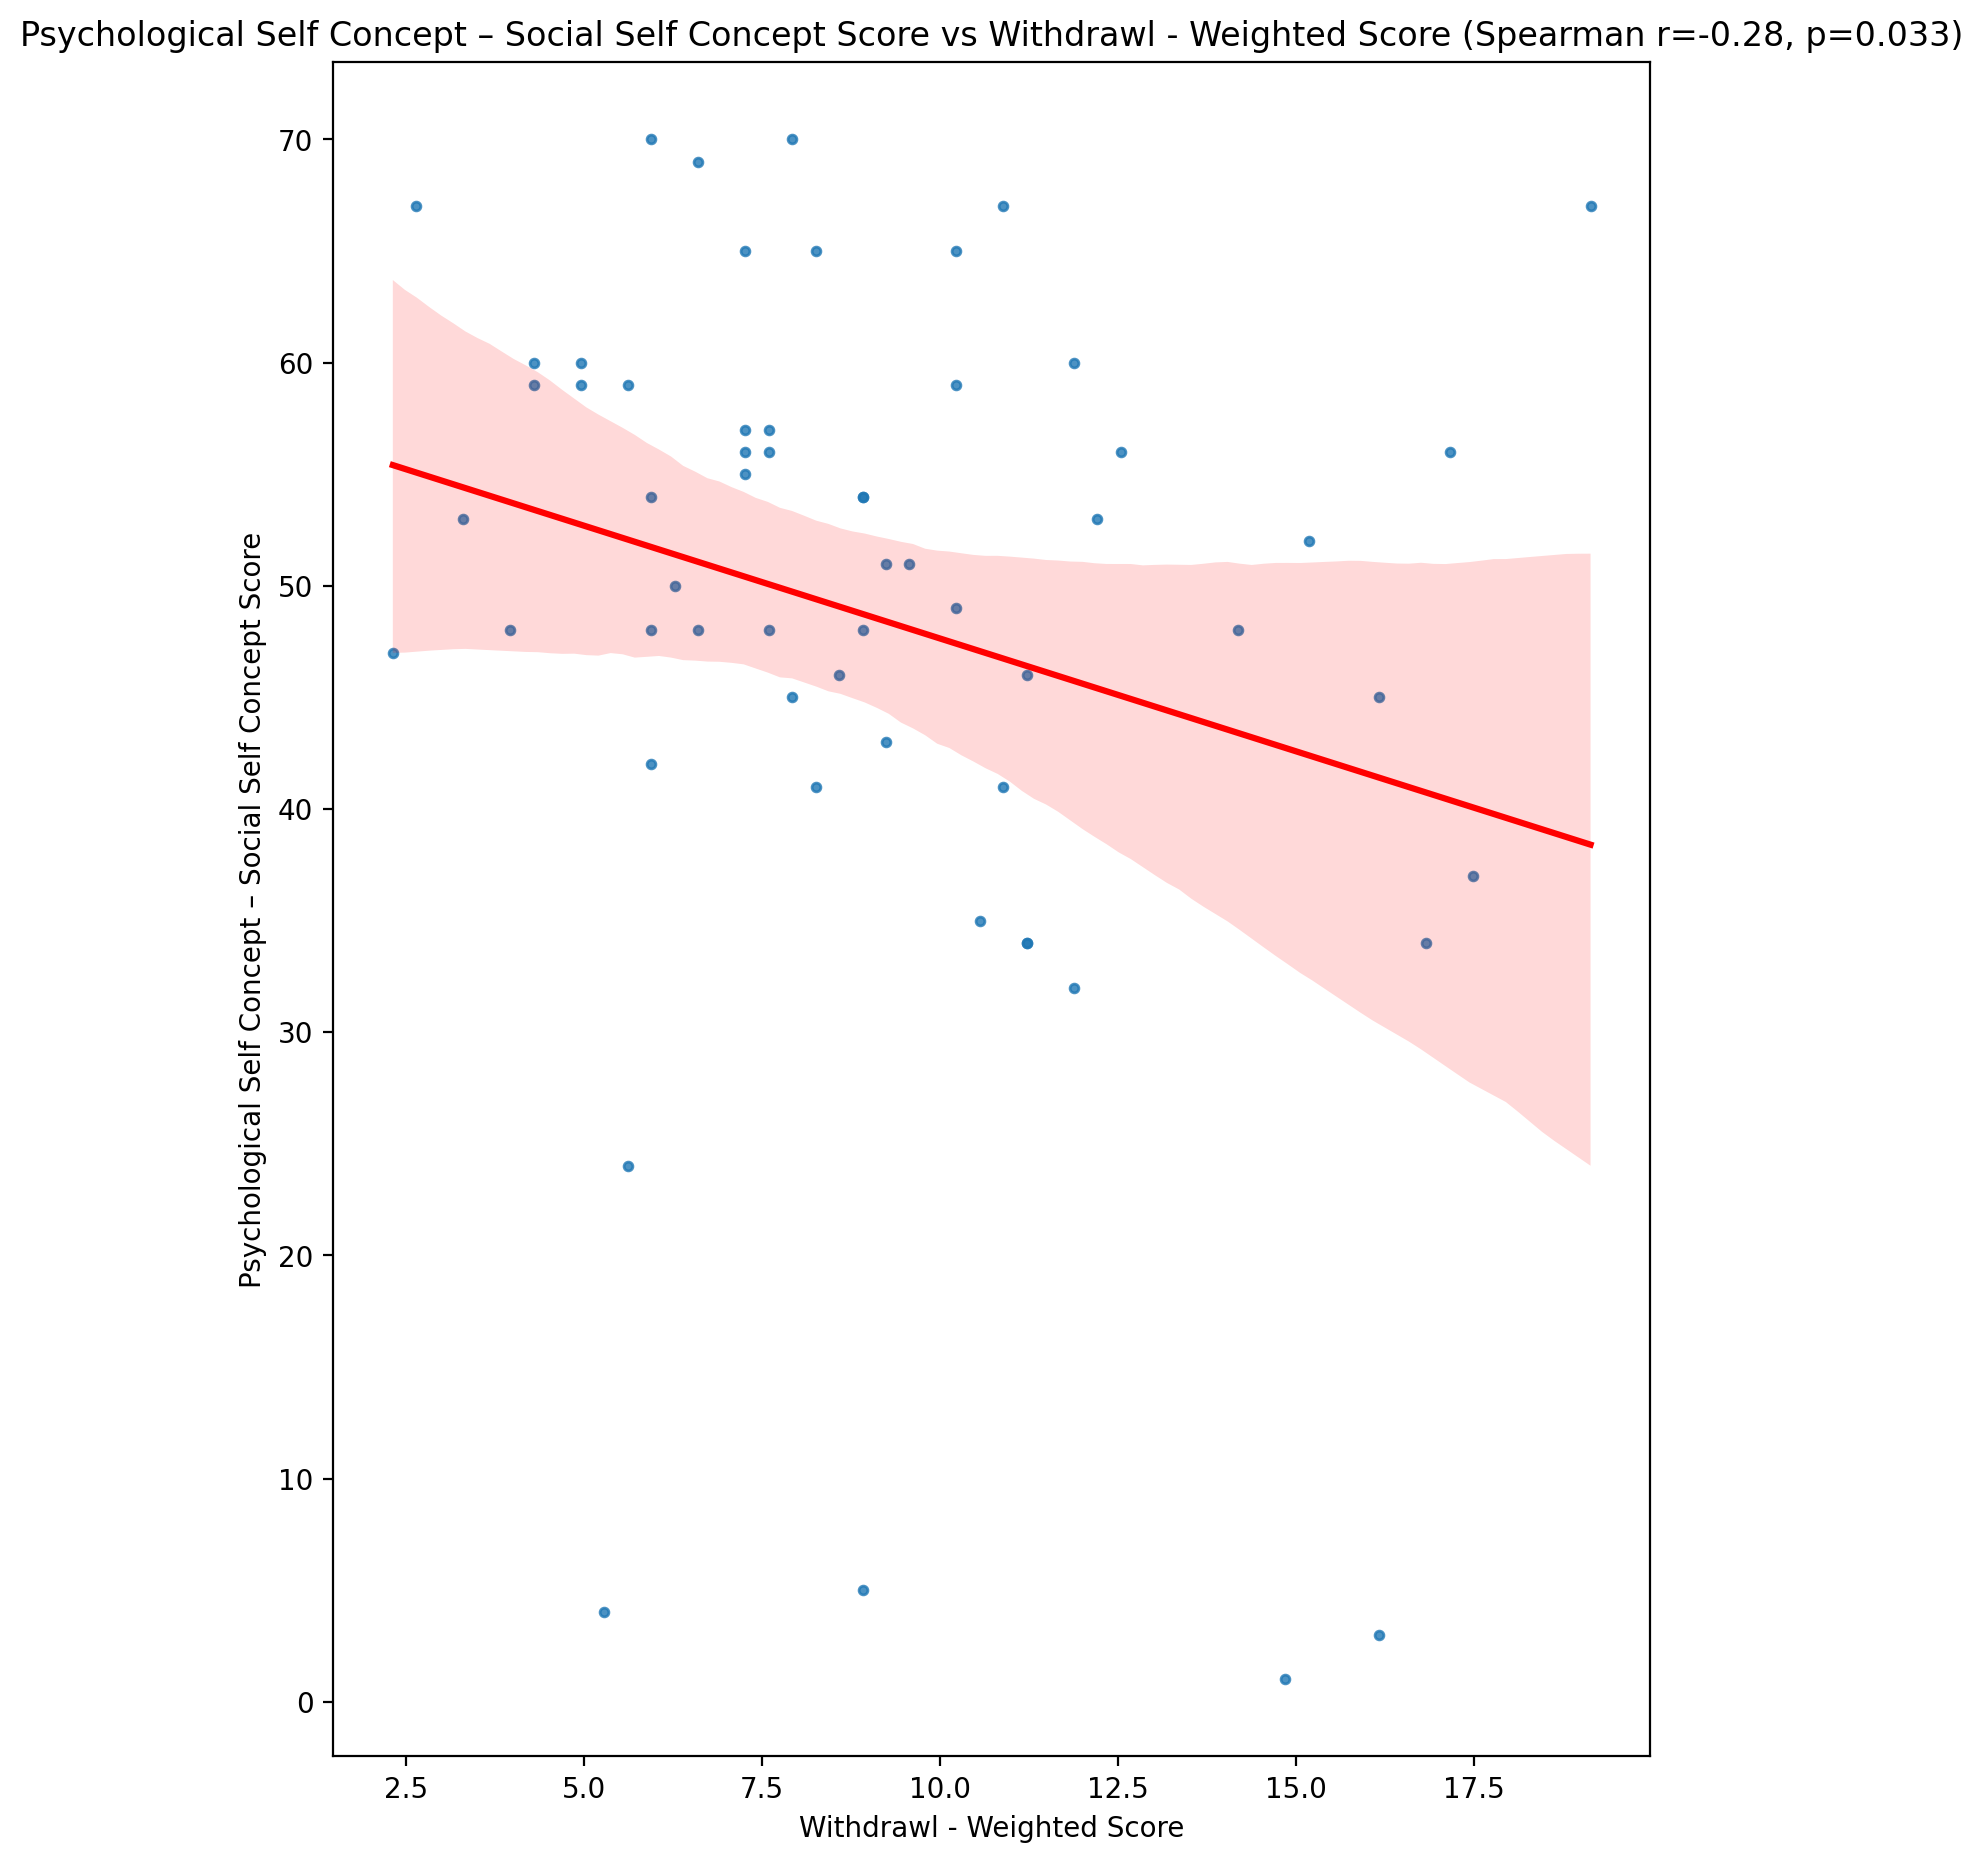 Psychological Self Concept – Social Self Concept Score vs Withdrawl - Weighted Score (Spearman r=-0.28, p=0.033)
Psychological Self Concept – Social Self Concept Score
70
60
50
40
30
20
10
0
2.5 5.0 7.5 10.0 12.5 15.0 17.5
Withdrawl - Weighted Score